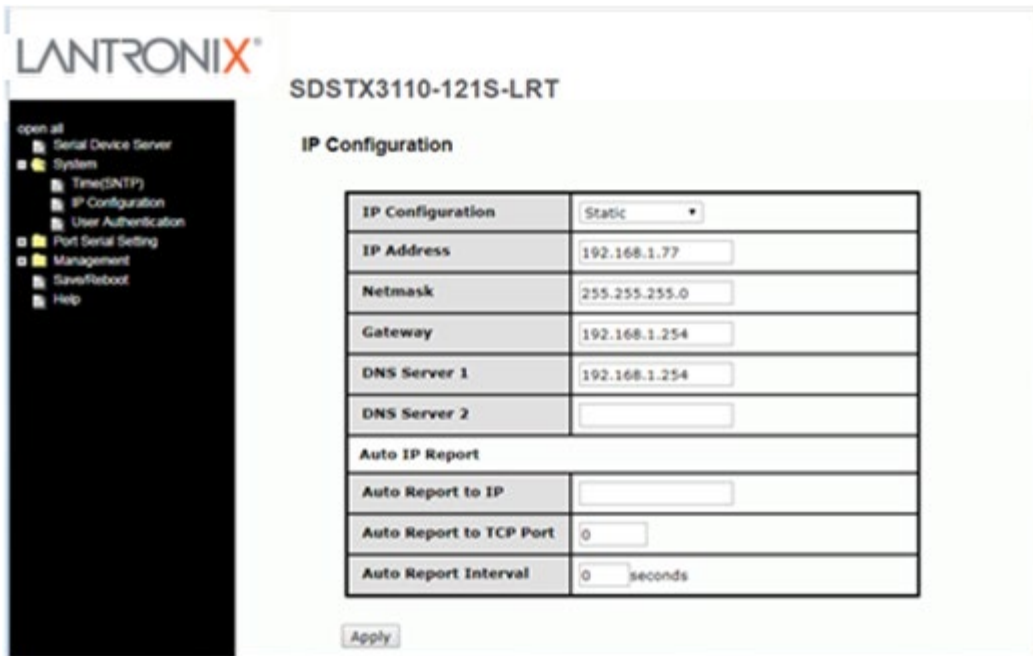 LANTRONIX®
SDSTX3110-121S-LRT
open all
Serial Device Server
System
Time(SNTP)
IP Configuration
User Authentication
Port Serial Setting
Management
Save/Reboot
Help
IP Configuration
IP Configuration Static
IP Address 192.168.1.77
Netmask 255.255.255.0
Gateway 192.168.1.254
DNS Server 1 192.168.1.254
DNS Server 2
Auto IP Report
Auto Report to IP
Auto Report to TCP Port 0
Auto Report Interval 0 seconds
Apply